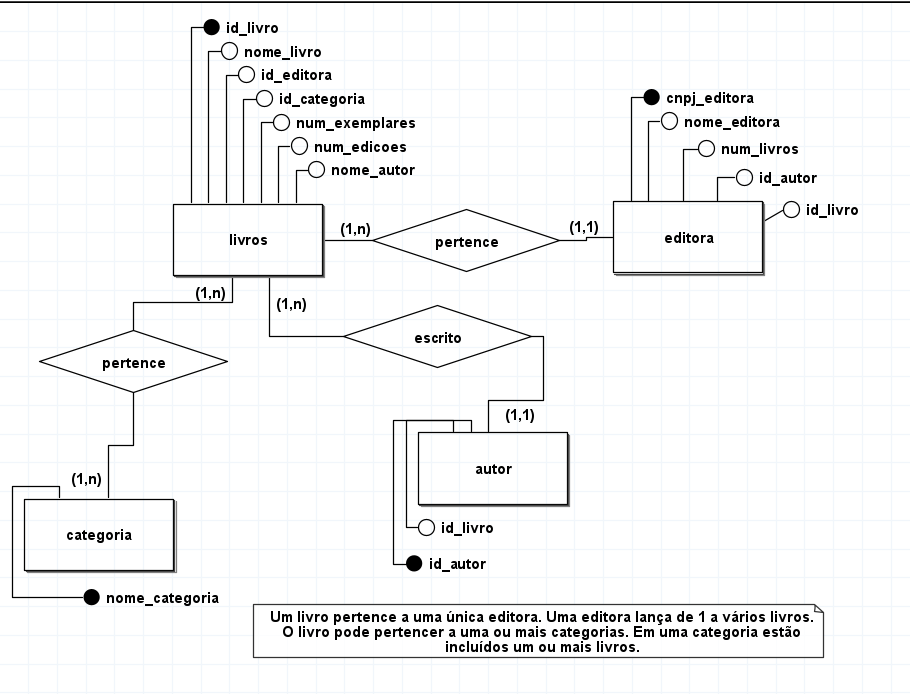 id_livro
nome_livro
id_editora
id_categoria
num_exemplares
num_edicoes
nome_autor
cnpj_editora
nome_editora
num_livros
id_autor
id_livro
livros
(1,n)
pertence
(1,1)
editora
(1,n)
(1,n)
pertence
escrito
(1,1)
(1,n)
autor
categoria
id_livro
id_autor
nome_categoria
Um livro pertence a uma única editora. Uma editora lança de 1 a vários livros.
O livro pode pertencer a uma ou mais categorias. Em uma categoria estão
incluídos um ou mais livros.